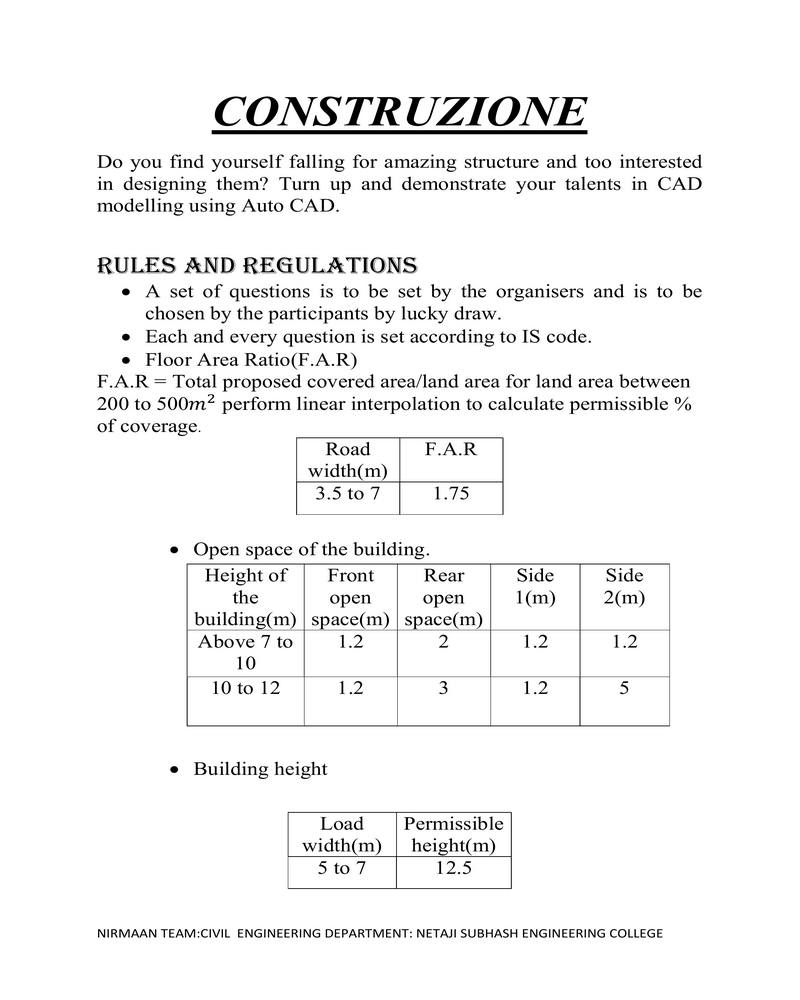 CONSTRUZIONE
Do you find yourself falling for amazing structure and too interested
in designing them? Turn up and demonstrate your talents in CAD
modelling using Auto CAD.
RULES AND REGULATIONS
• A set of questions is to be set by the organisers and is to be
chosen by the participants by lucky draw.
• Each and every question is set according to IS code.
• Floor Area Ratio(F.A.R)
F.A.R = Total proposed covered area/land area for land area between
200 to 500m² perform linear interpolation to calculate permissible %
of coverage.
Road F.A.R
width(m)
3.5 to 7 1.75
• Open space of the building.
Height of Front Rear Side Side
the open open 1(m) 2(m)
building(m) space(m) space(m)
Above 7 to 1.2 2 1.2 1.2
10
10 to 12 1.2 3 1.2 5
• Building height
Load Permissible
width(m) height(m)
5 to 7 12.5
NIRMAAN TEAM:CIVIL ENGINEERING DEPARTMENT: NETAJI SUBHASH ENGINEERING COLLEGE